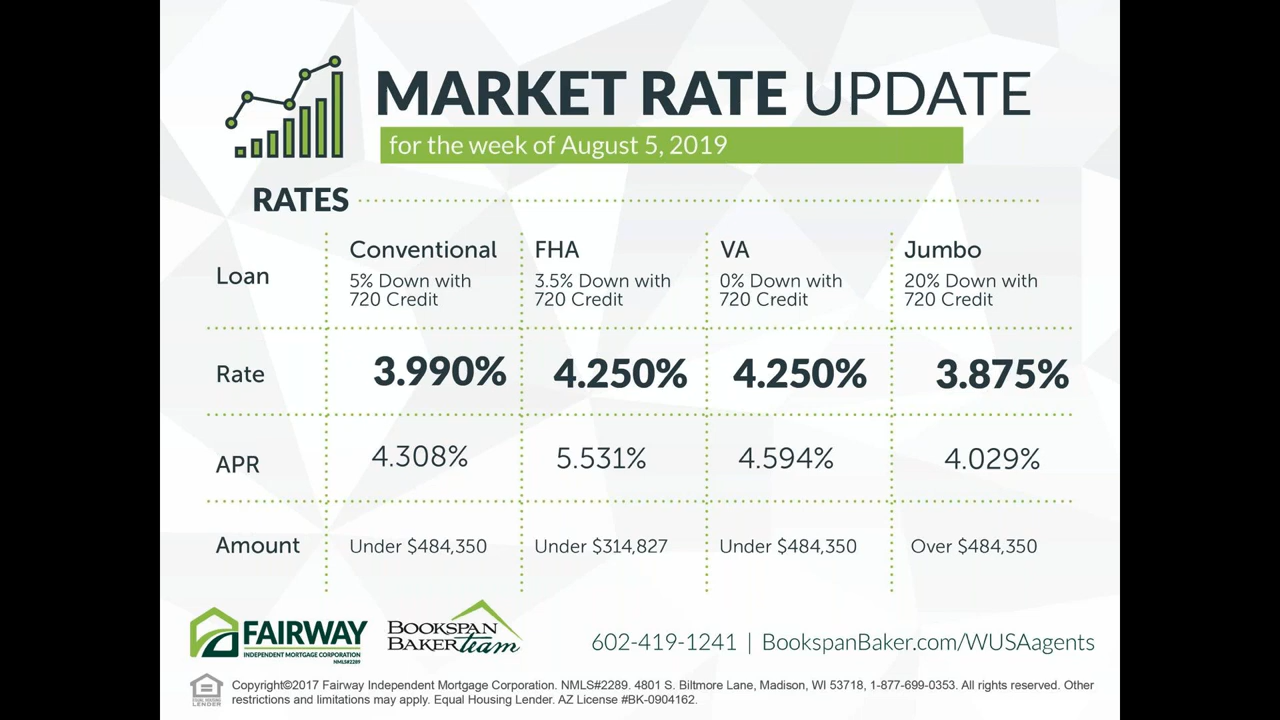 MARKET RATE UPDATE
for the week of August 5, 2019
RATES
Loan
Conventional
5% Down with
720 Credit
FHA
3.5% Down with
720 Credit
VA
0% Down with
720 Credit
Jumbo
20% Down with
720 Credit
Rate
3.990%
4.250%
4.250%
3.875%
APR
4.308%
5.531%
4.594%
4.029%
Amount
Under $484,350
Under $314,827
Under $484,350
Over $484,350
FAIRWAY
INDEPENDENT MORTGAGE CORPORATION
NMLS#2289
BOOKSPAN
BAKER team
602-419-1241 | BookspanBaker.com/WUSAagents
EQUAL HOUSING
LENDER
Copyright©2017 Fairway Independent Mortgage Corporation. NMLS#2289. 4801 S. Biltmore Lane, Madison, WI 53718, 1-877-699-0353. All rights reserved. Other
restrictions and limitations may apply. Equal Housing Lender. AZ License #BK-0904162.